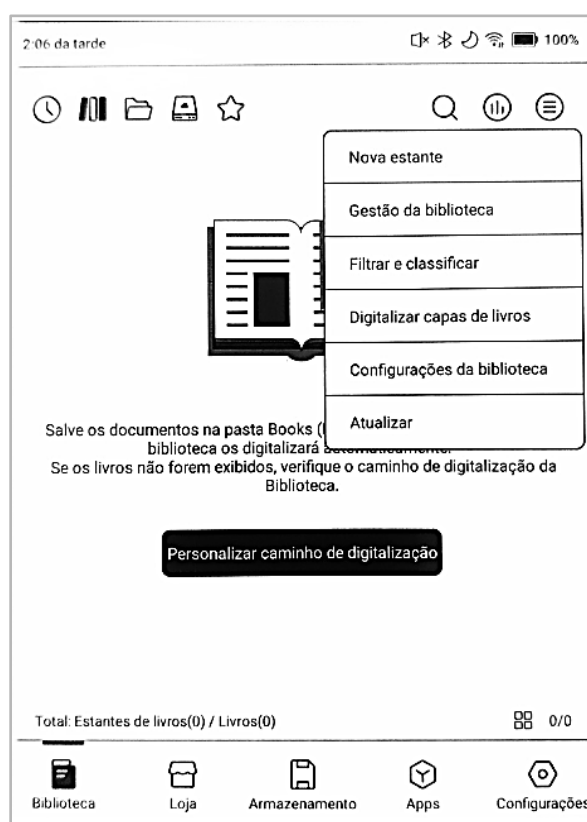 2:06 da tarde
100%
Nova estante
Gestão da biblioteca
Filtrar e classificar
Digitalizar capas de livros
Configurações da biblioteca
Atualizar
Salve os documentos na pasta Books (
biblioteca os digitalizará automaticamente.
Se os livros não forem exibidos, verifique o caminho de digitalização da
Biblioteca.
Personalizar caminho de digitalização
Total: Estantes de livros(0) / Livros(0)
0/0
Biblioteca
Loja
Armazenamento
Apps
Configurações